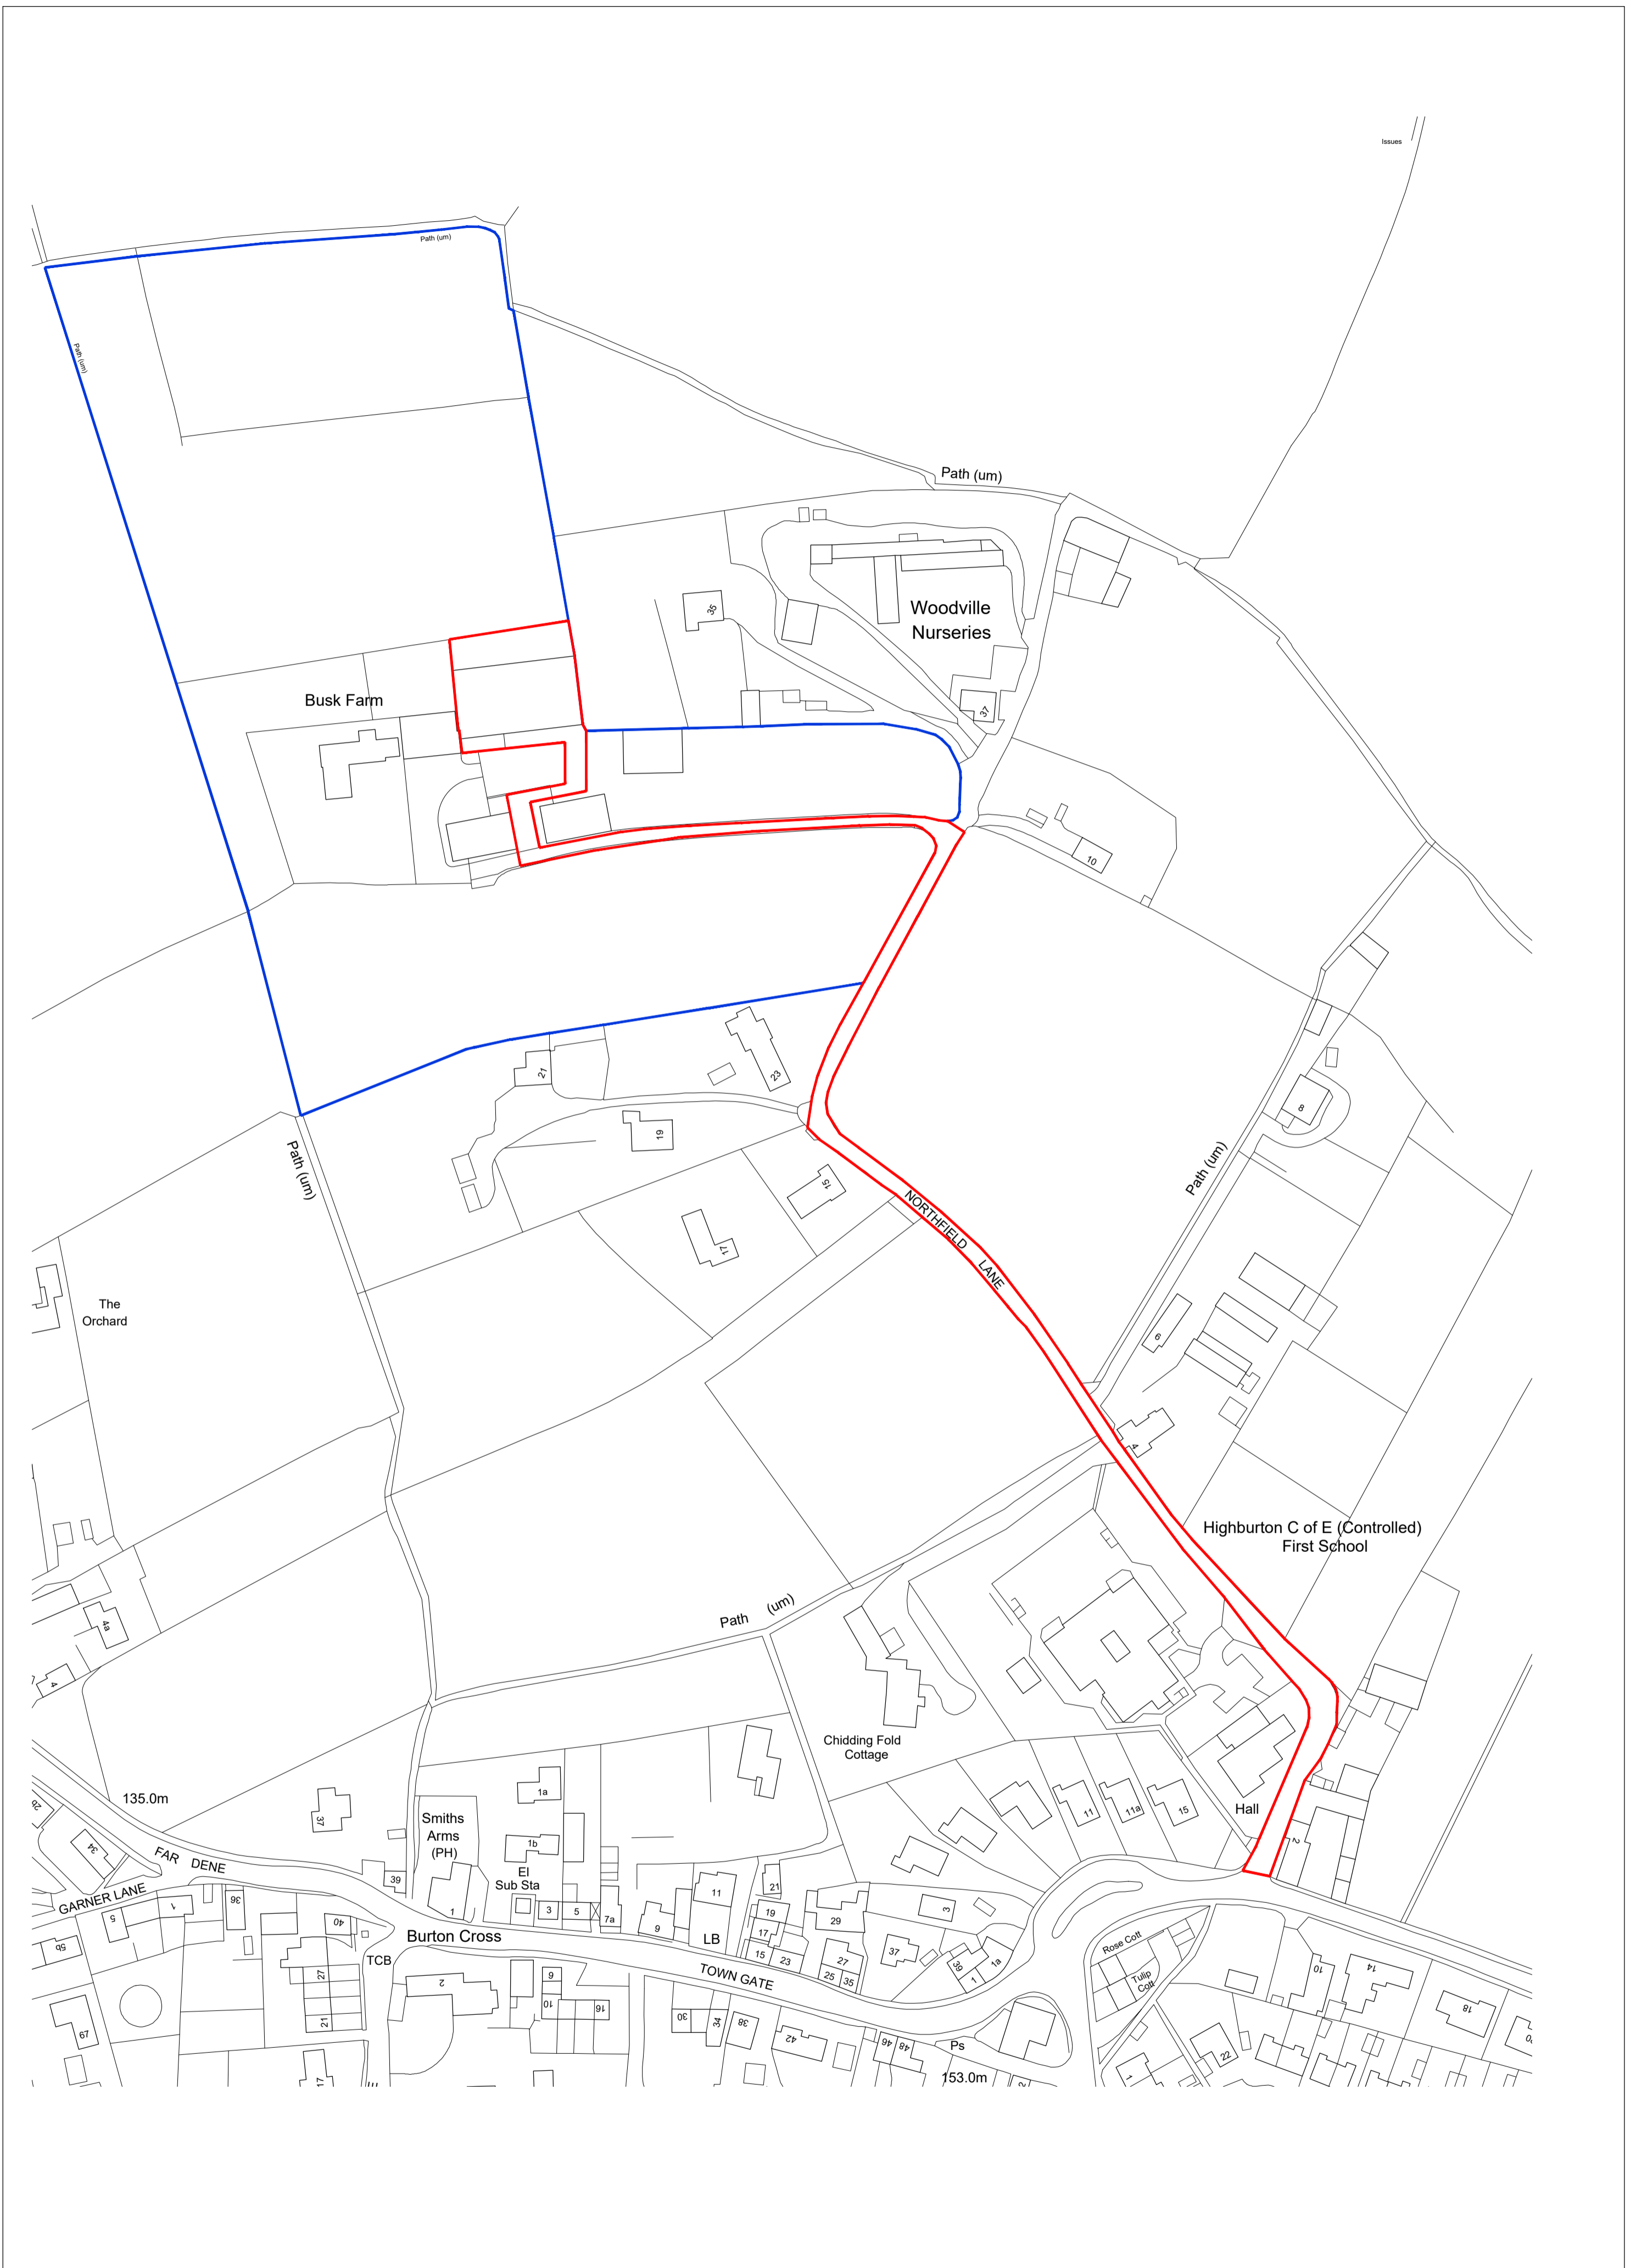 Issues
Path (um)
Path (um)
Path (um)
Woodville
Nurseries
35
37
Busk Farm
10
8
21
23
19
15
17
Path (um)
Path (um)
NORTHFIELD LANE
The
Orchard
6
4
Highburton C of E (Controlled)
First School
Path (um)
4a
4
Chidding Fold
Cottage
135.0m
37
Smiths
Arms
(PH)
1a
1b
El
Sub Sta
11
11a
15
Hall
2
2b
34
FAR DENE
GARNER LANE
39
1
3
5
7a
9
11
LB
21
19
17
15
23
29
27
25
35
37
3
39
1
1a
5
1
36
40
5b
TCB
Burton Cross
TOWN GATE
Rose Cott
Tulip
Cott
10
14
18
27
21
67
17
2
9
10
16
30
34
38
42
46
48
Ps
153.0m
22
1